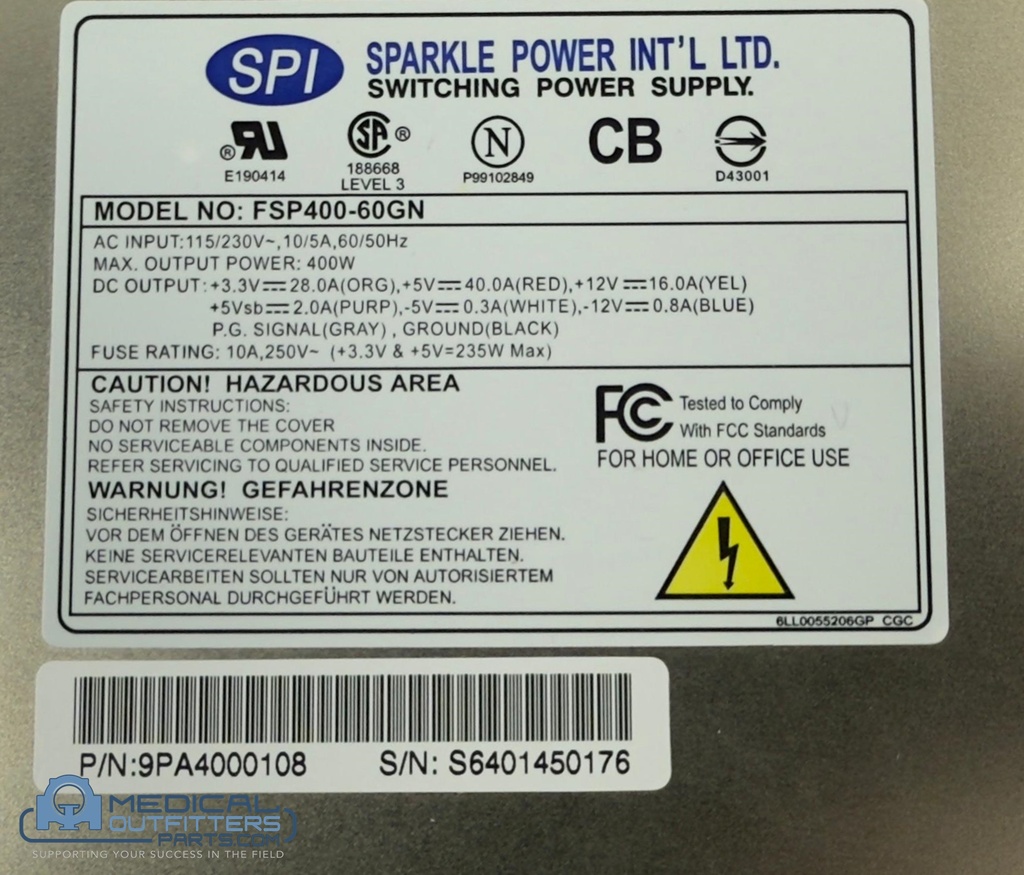 SPI SPARKLE POWER INT'L LTD.
SWITCHING POWER SUPPLY.
E190414
188668
LEVEL 3
N
P99102849
CB
D43001
MODEL NO: FSP400-60GN
AC INPUT:115/230V~,10/5A,60/50Hz
MAX. OUTPUT POWER: 400W
DC OUTPUT: +3.3V⎓28.0A(ORG),+5V⎓40.0A(RED),+12V⎓16.0A(YEL)
+5Vsb⎓2.0A(PURP),-5V⎓0.3A(WHITE),-12V⎓0.8A(BLUE)
P.G. SIGNAL(GRAY) , GROUND(BLACK)
FUSE RATING: 10A,250V~ (+3.3V & +5V=235W Max)
CAUTION! HAZARDOUS AREA
SAFETY INSTRUCTIONS:
DO NOT REMOVE THE COVER
NO SERVICEABLE COMPONENTS INSIDE.
REFER SERVICING TO QUALIFIED SERVICE PERSONNEL.
WARNUNG! GEFAHRENZONE
SICHERHEITSHINWEISE:
VOR DEM ÖFFNEN DES GERÄTES NETZSTECKER ZIEHEN.
KEINE SERVICERELEVANTEN BAUTEILE ENTHALTEN.
SERVICEARBEITEN SOLLTEN NUR VON AUTORISIERTEM
FACHPERSONAL DURCHGEFÜHRT WERDEN.
FC Tested to Comply
With FCC Standards
FOR HOME OR OFFICE USE
6LL0055206GP CGC
P/N:9PA4000108 S/N: S6401450176
MEDICAL
OUTFITTERS
PARTS.COM
SUPPORTING YOUR SUCCESS IN THE FIELD